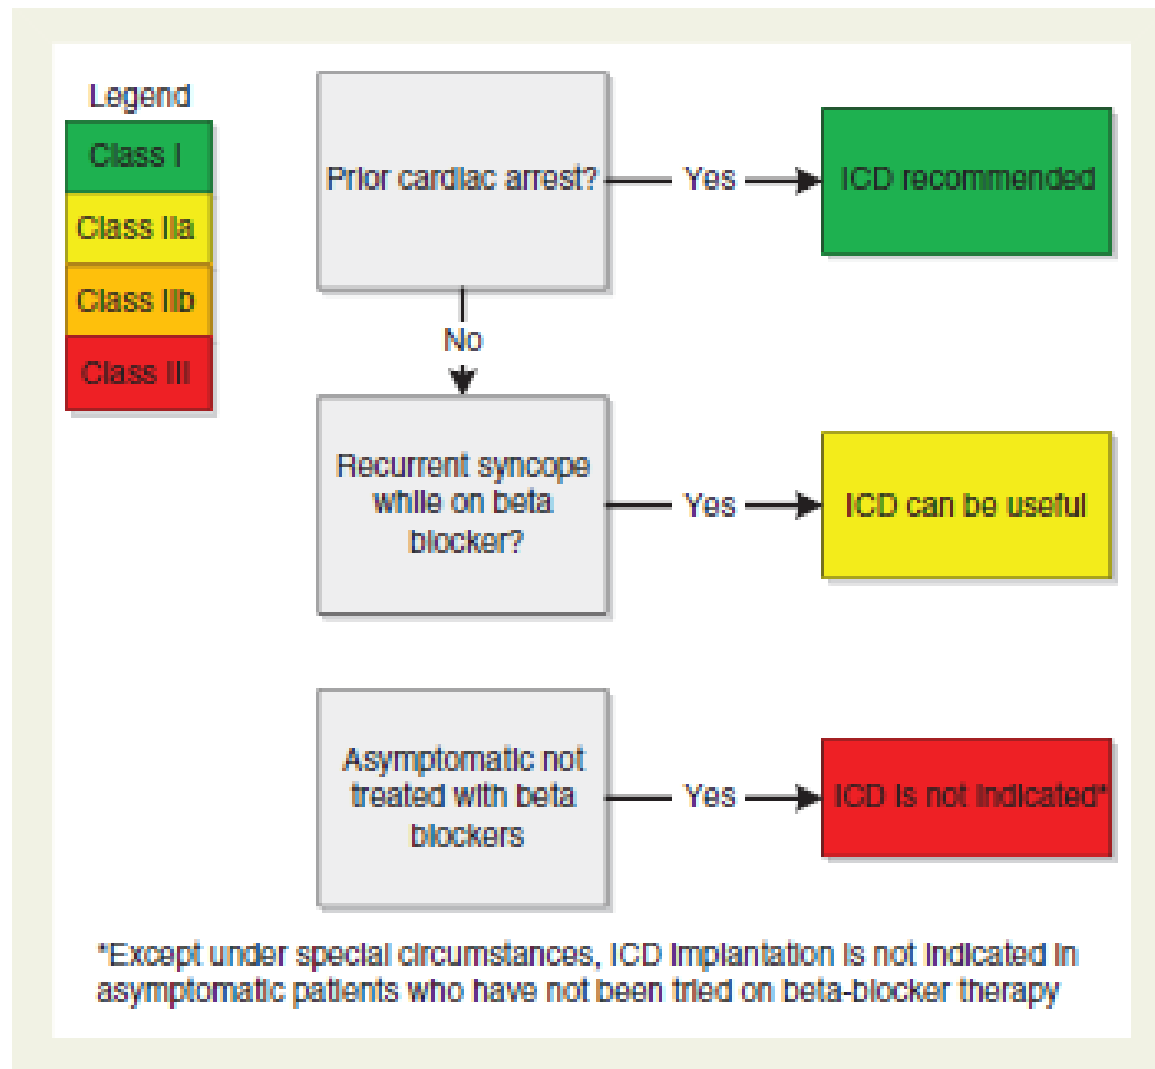 Legend
Class I
Class IIa
Class IIb
Class III
Prior cardiac arrest?
Yes
ICD recommended
No
Recurrent syncope
while on beta
blocker?
Yes
ICD can be useful
Asymptomatic not
treated with beta
blockers
Yes
ICD is not indicated*
*Except under special circumstances, ICD implantation is not indicated in
asymptomatic patients who have not been tried on beta-blocker therapy